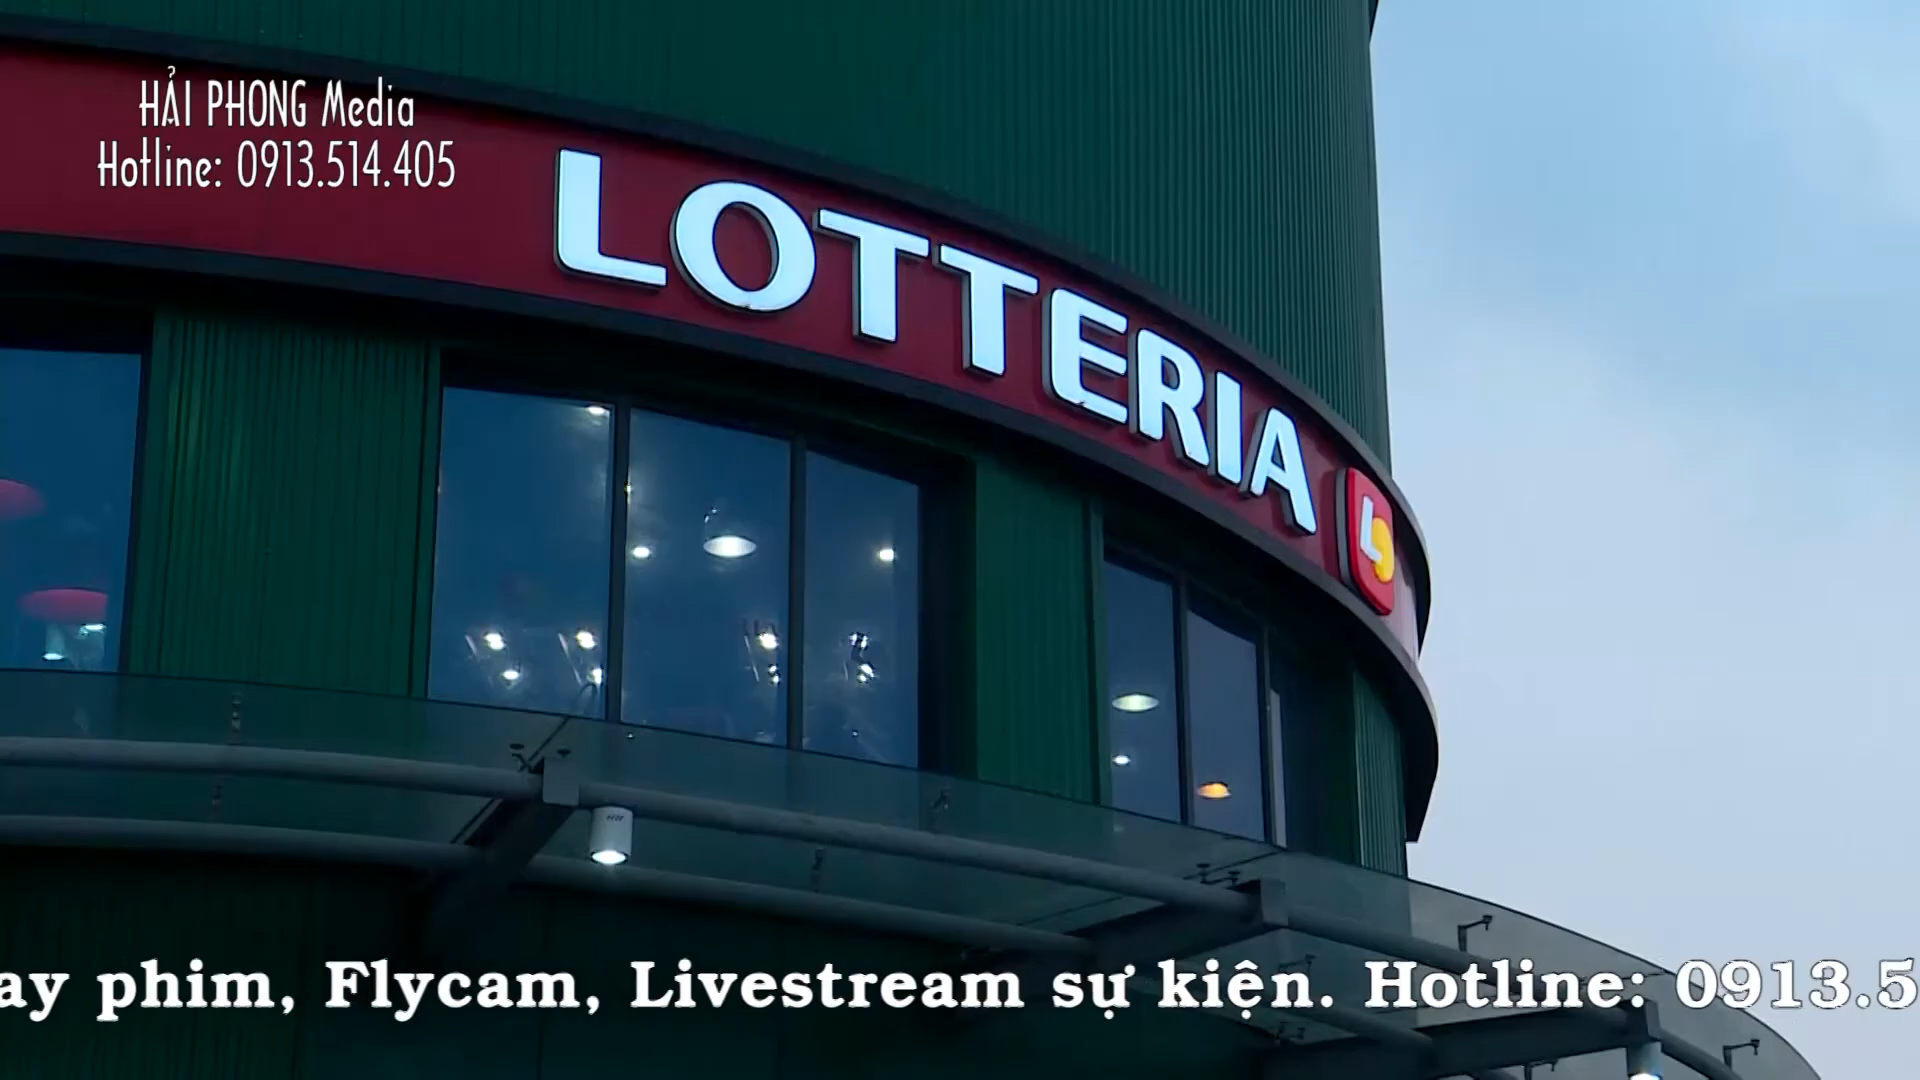 HẢI PHONG Media
Hotline: 0913.514.405
LOTTERIA
L
ay phim, Flycam, Livestream sự kiện. Hotline: 0913.5